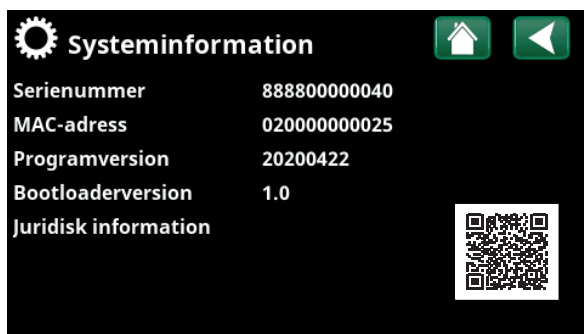 Systeminformation
Serienummer 888800000040
MAC-adress 020000000025
Programversion 20200422
Bootloaderversion 1.0
Juridisk information